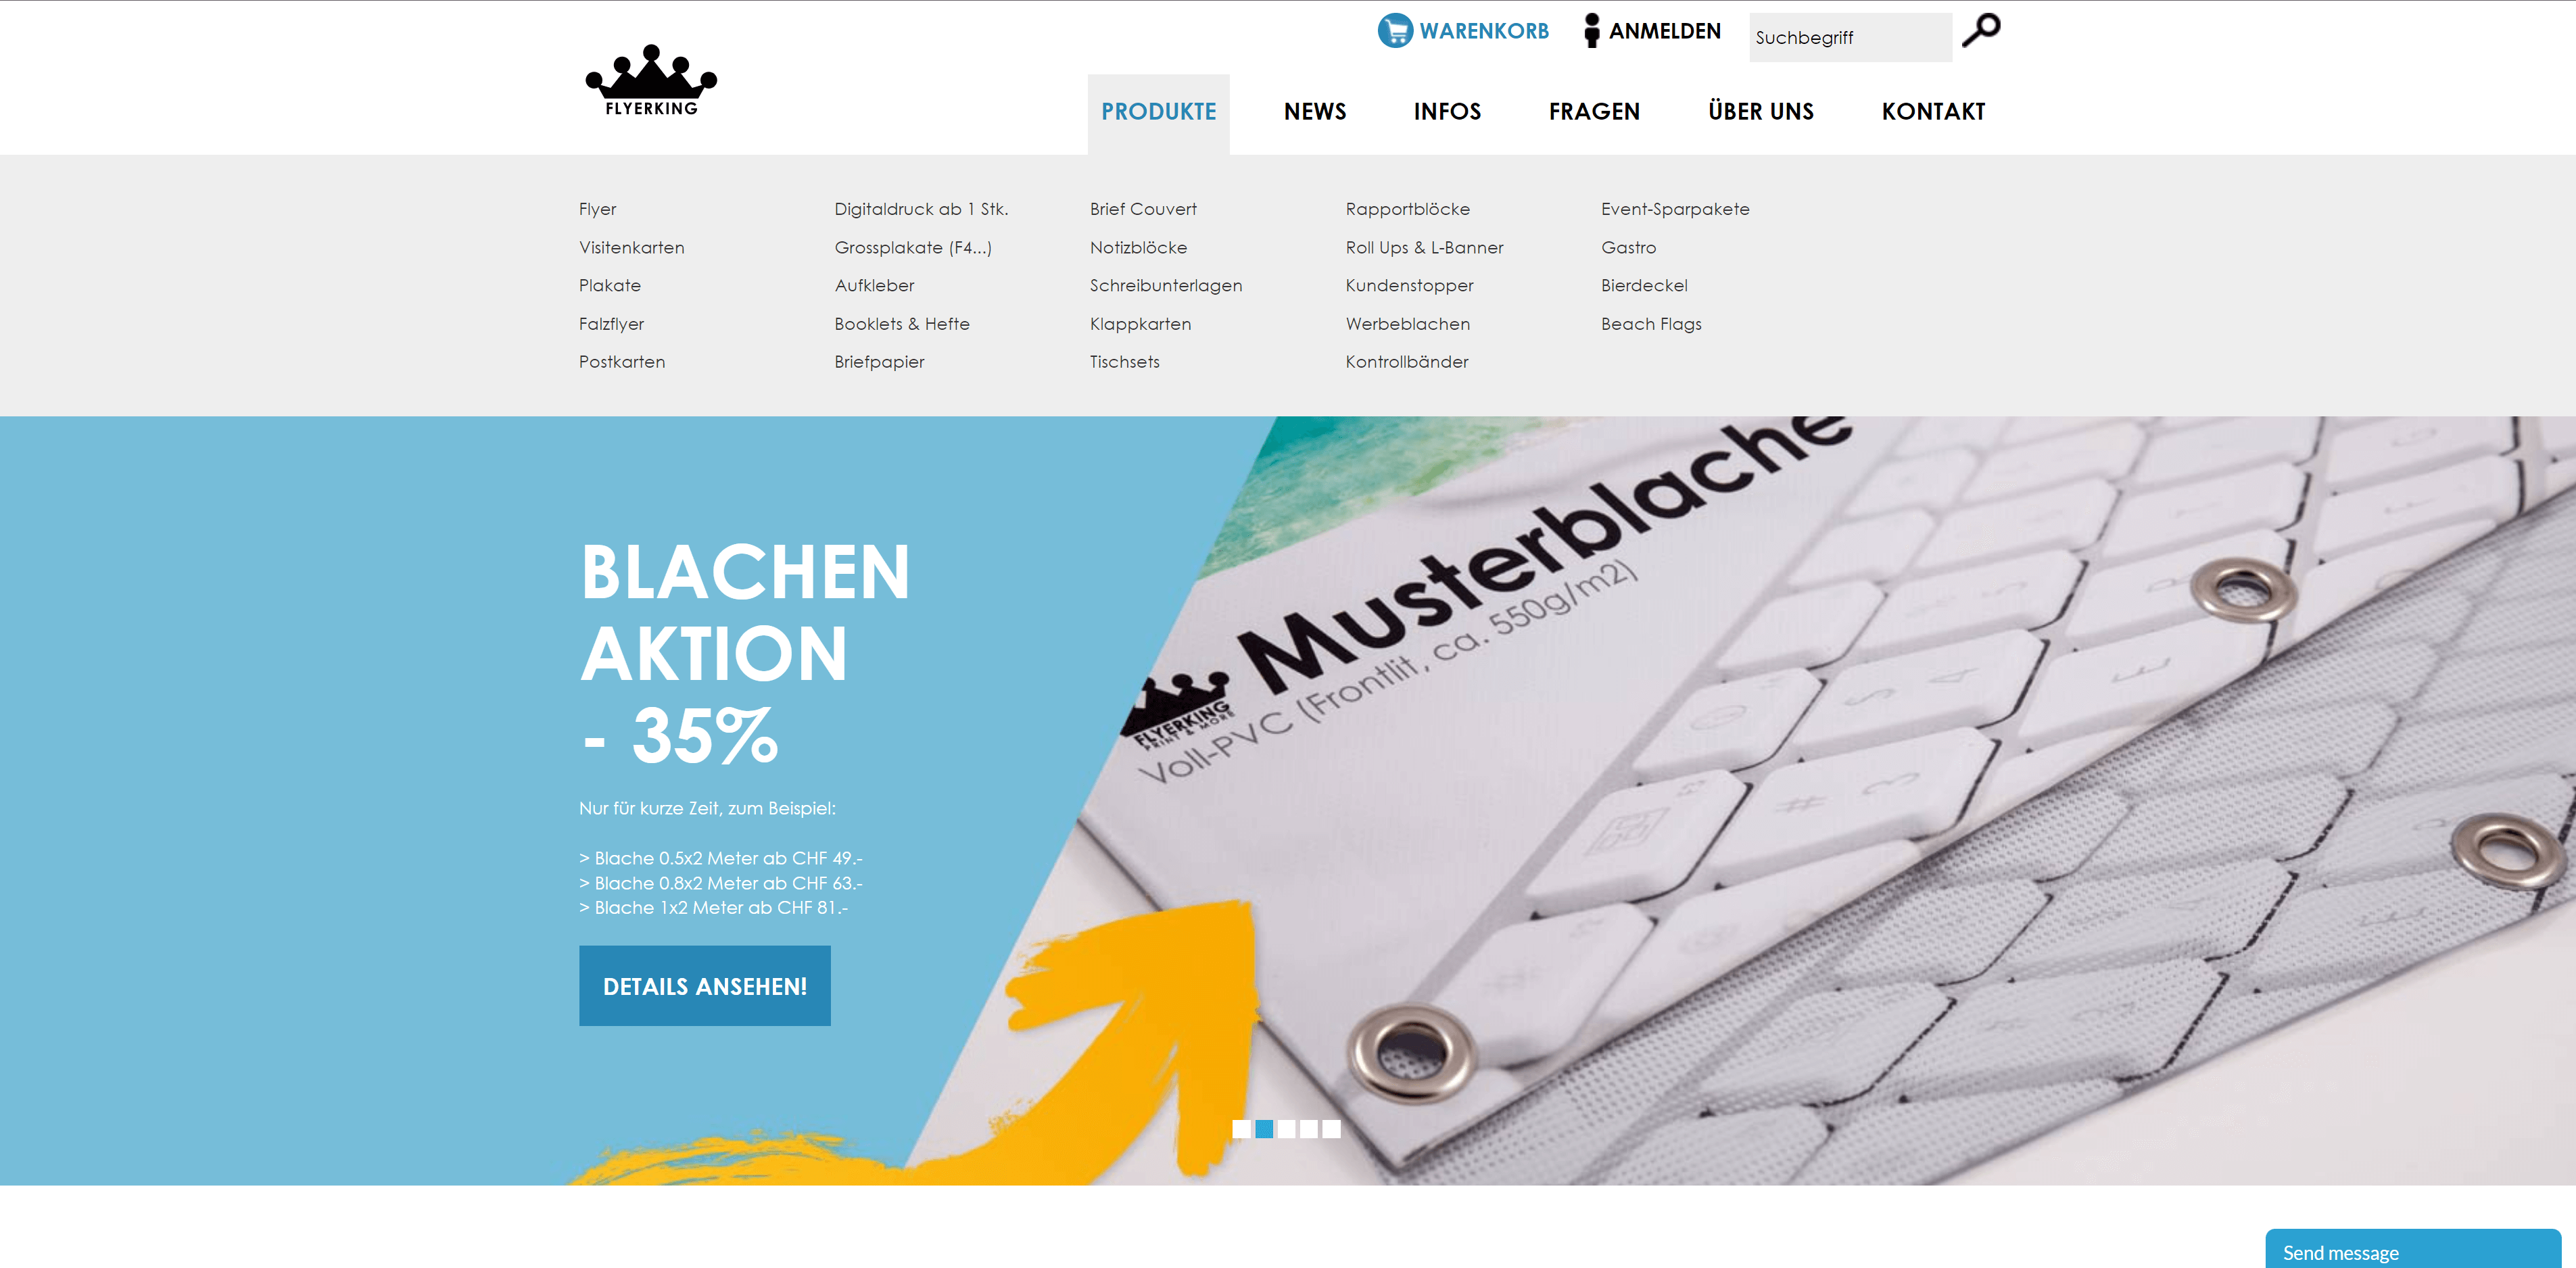 WARENKORB
ANMELDEN
Suchbegriff
FLYERKING
PRODUKTE
NEWS
INFOS
FRAGEN
ÜBER UNS
KONTAKT
Flyer
Visitenkarten
Plakate
Falzflyer
Postkarten
Digitaldruck ab 1 Stk.
Grossplakate (F4...)
Aufkleber
Booklets & Hefte
Briefpapier
Brief Couvert
Notizblöcke
Schreibunterlagen
Klappkarten
Tischsets
Rapportblöcke
Roll Ups & L-Banner
Kundenstopper
Werbeblachen
Kontrollbänder
Event-Sparpakete
Gastro
Bierdeckel
Beach Flags
BLACHEN
AKTION
- 35%
Nur für kurze Zeit, zum Beispiel:
> Blache 0.5x2 Meter ab CHF 49.-
> Blache 0.8x2 Meter ab CHF 63.-
> Blache 1x2 Meter ab CHF 81.-
DETAILS ANSEHEN!
Musterblache
FLYERKING
PRINT & MORE
Voll-PVC (Frontlit, ca. 550g/m2)
Send message